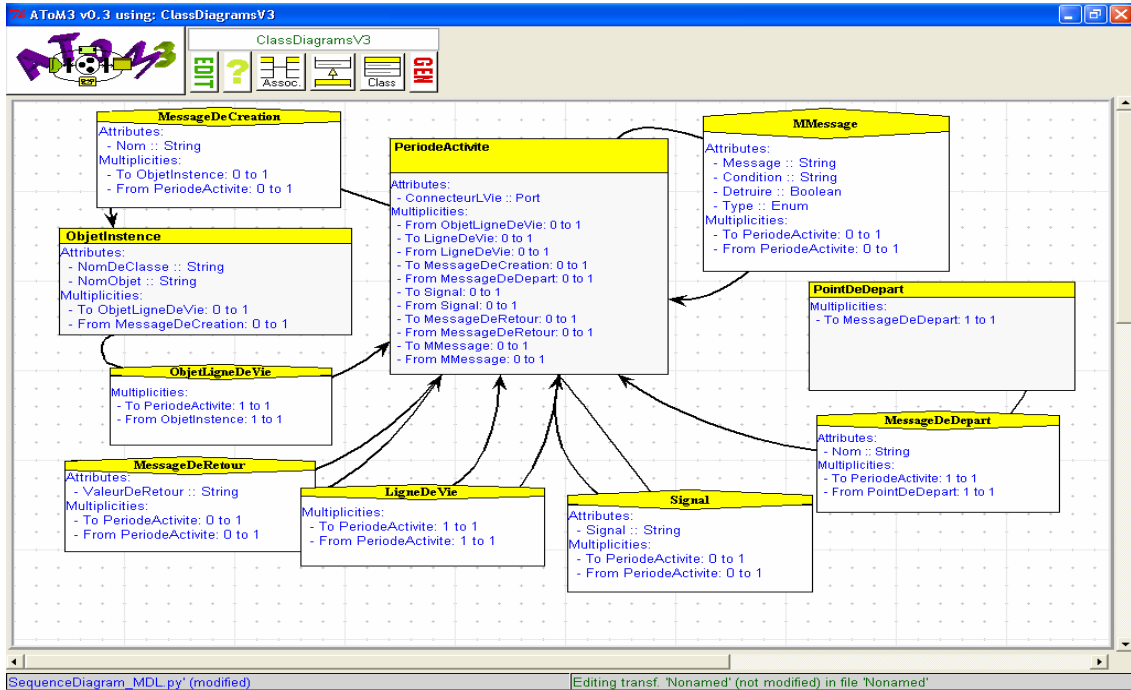 AToM3 v0.3 using: ClassDiagramsV3
ATOM3
ClassDiagramsV3
EDIT
?
Assoc.
Class
GEN
MessageDeCreation
Attributes:
- Nom :: String
Multiplicities:
- To ObjetInstance: 0 to 1
- From PeriodeActivite: 0 to 1
ObjetInstence
Attributes:
- NomDeClasse :: String
- NomObjet :: String
Multiplicities:
- To ObjetLigneDeVie: 0 to 1
- From MessageDeCreation: 0 to 1
ObjetLigneDeVie
Multiplicities:
- To PeriodeActivite: 1 to 1
- From ObjetInstence: 1 to 1
MessageDeRetour
Attributes:
- ValeurDeRetour :: String
Multiplicities:
- To PeriodeActivite: 0 to 1
- From PeriodeActivite: 0 to 1
PeriodeActivite
Attributes:
- ConnecteurLVie :: Port
Multiplicities:
- From ObjetLigneDeVie: 0 to 1
- To LigneDeVie: 0 to 1
- From LigneDeVie: 0 to 1
- To MessageDeCreation: 0 to 1
- From MessageDeDepart: 0 to 1
- To Signal: 0 to 1
- From Signal: 0 to 1
- To MessageDeRetour: 0 to 1
- From MessageDeRetour: 0 to 1
- To MMessage: 0 to 1
- From MMessage: 0 to 1
LigneDeVie
Multiplicities:
- To PeriodeActivite: 1 to 1
- From PeriodeActivite: 1 to 1
Signal
Attributes:
- Signal :: String
Multiplicities:
- To PeriodeActivite: 0 to 1
- From PeriodeActivite: 0 to 1
MMessage
Attributes:
- Message :: String
- Condition :: String
- Detruire :: Boolean
- Type :: Enum
Multiplicities:
- To PeriodeActivite: 0 to 1
- From PeriodeActivite: 0 to 1
PointDeDepart
Multiplicities:
- To MessageDeDepart: 1 to 1
MessageDeDepart
Attributes:
- Nom :: String
Multiplicities:
- To PeriodeActivite: 1 to 1
- From PointDeDepart: 1 to 1
SequenceDiagram_MDL.py' (modified)
Editing transf. 'Nonamed' (not modified) in file 'Nonamed'